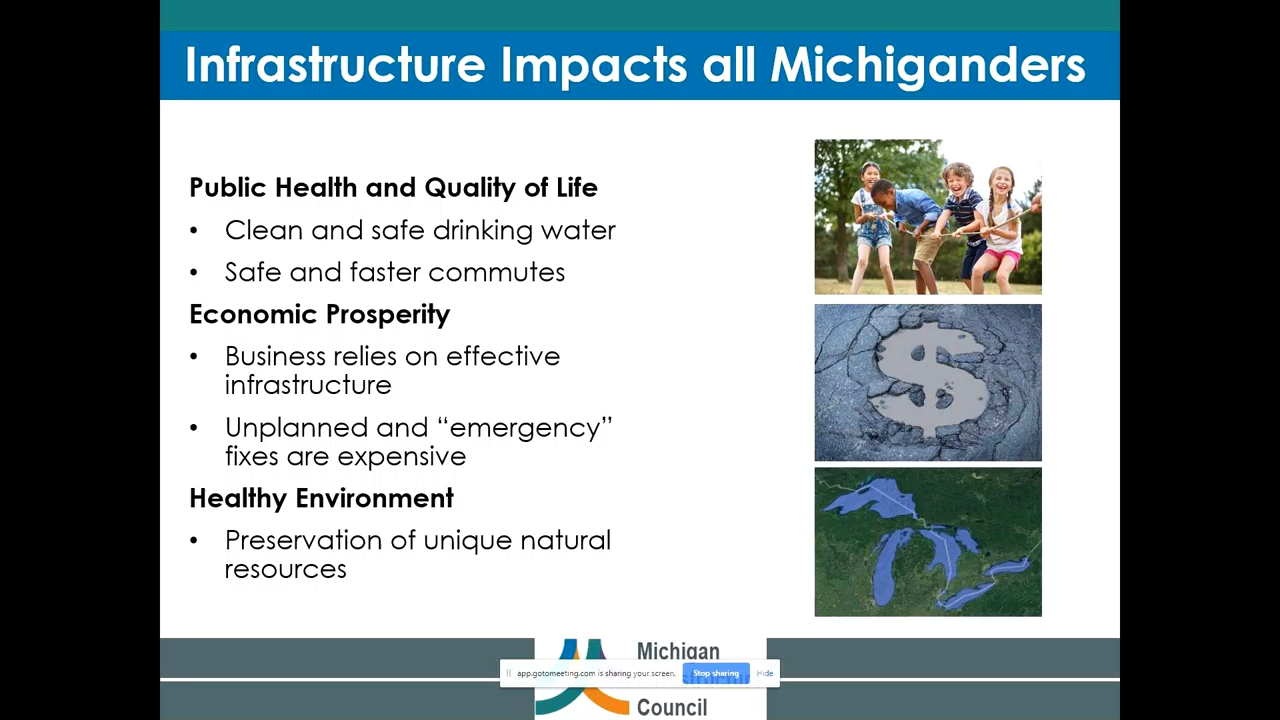 Infrastructure Impacts all Michiganders
Public Health and Quality of Life
• Clean and safe drinking water
• Safe and faster commutes
Economic Prosperity
• Business relies on effective
infrastructure
• Unplanned and “emergency”
fixes are expensive
Healthy Environment
• Preservation of unique natural
resources
Michigan
app.gotomeeting.com is sharing your screen. Stop sharing Hide
Council